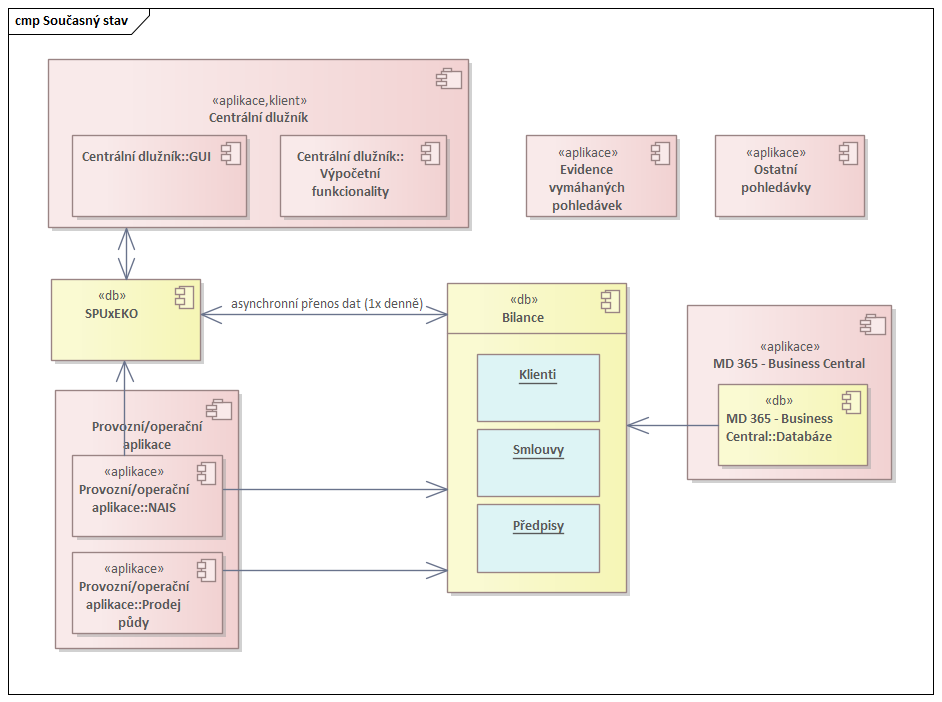 cmp Současný stav
«aplikace,klient»
Centrální dlužník
Centrální dlužník::GUI
Centrální dlužník::
Výpočetní
funkcionality
«aplikace»
Evidence
vymáhaných
pohledávek
«aplikace»
Ostatní
pohledávky
«db»
SPUxEKO
asynchronní přenos dat (1x denně)
«db»
Bilance
Klienti
Smlouvy
Předpisy
«aplikace»
MD 365 - Business Central
«db»
MD 365 - Business
Central::Databáze
Provozní/operační
aplikace
«aplikace»
Provozní/operační
aplikace::NAIS
«aplikace»
Provozní/operační
aplikace::Prodej
půdy